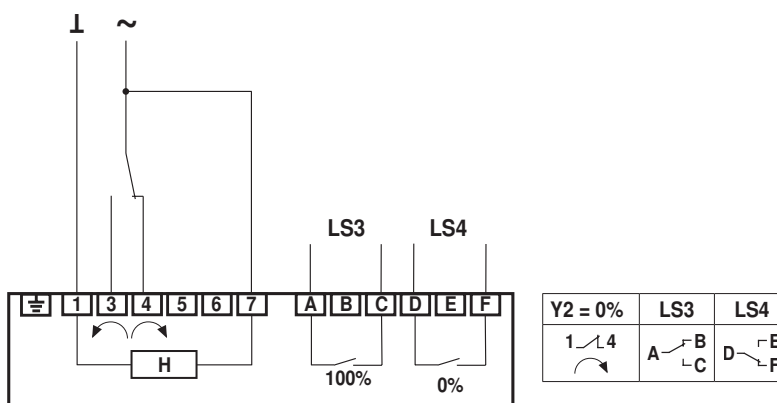 ⊥ ~
LS3 LS4
1 3 4 5 6 7 A B C D E F
H
100% 0%
Y2 = 0% LS3 LS4
1 4 A B C D E F